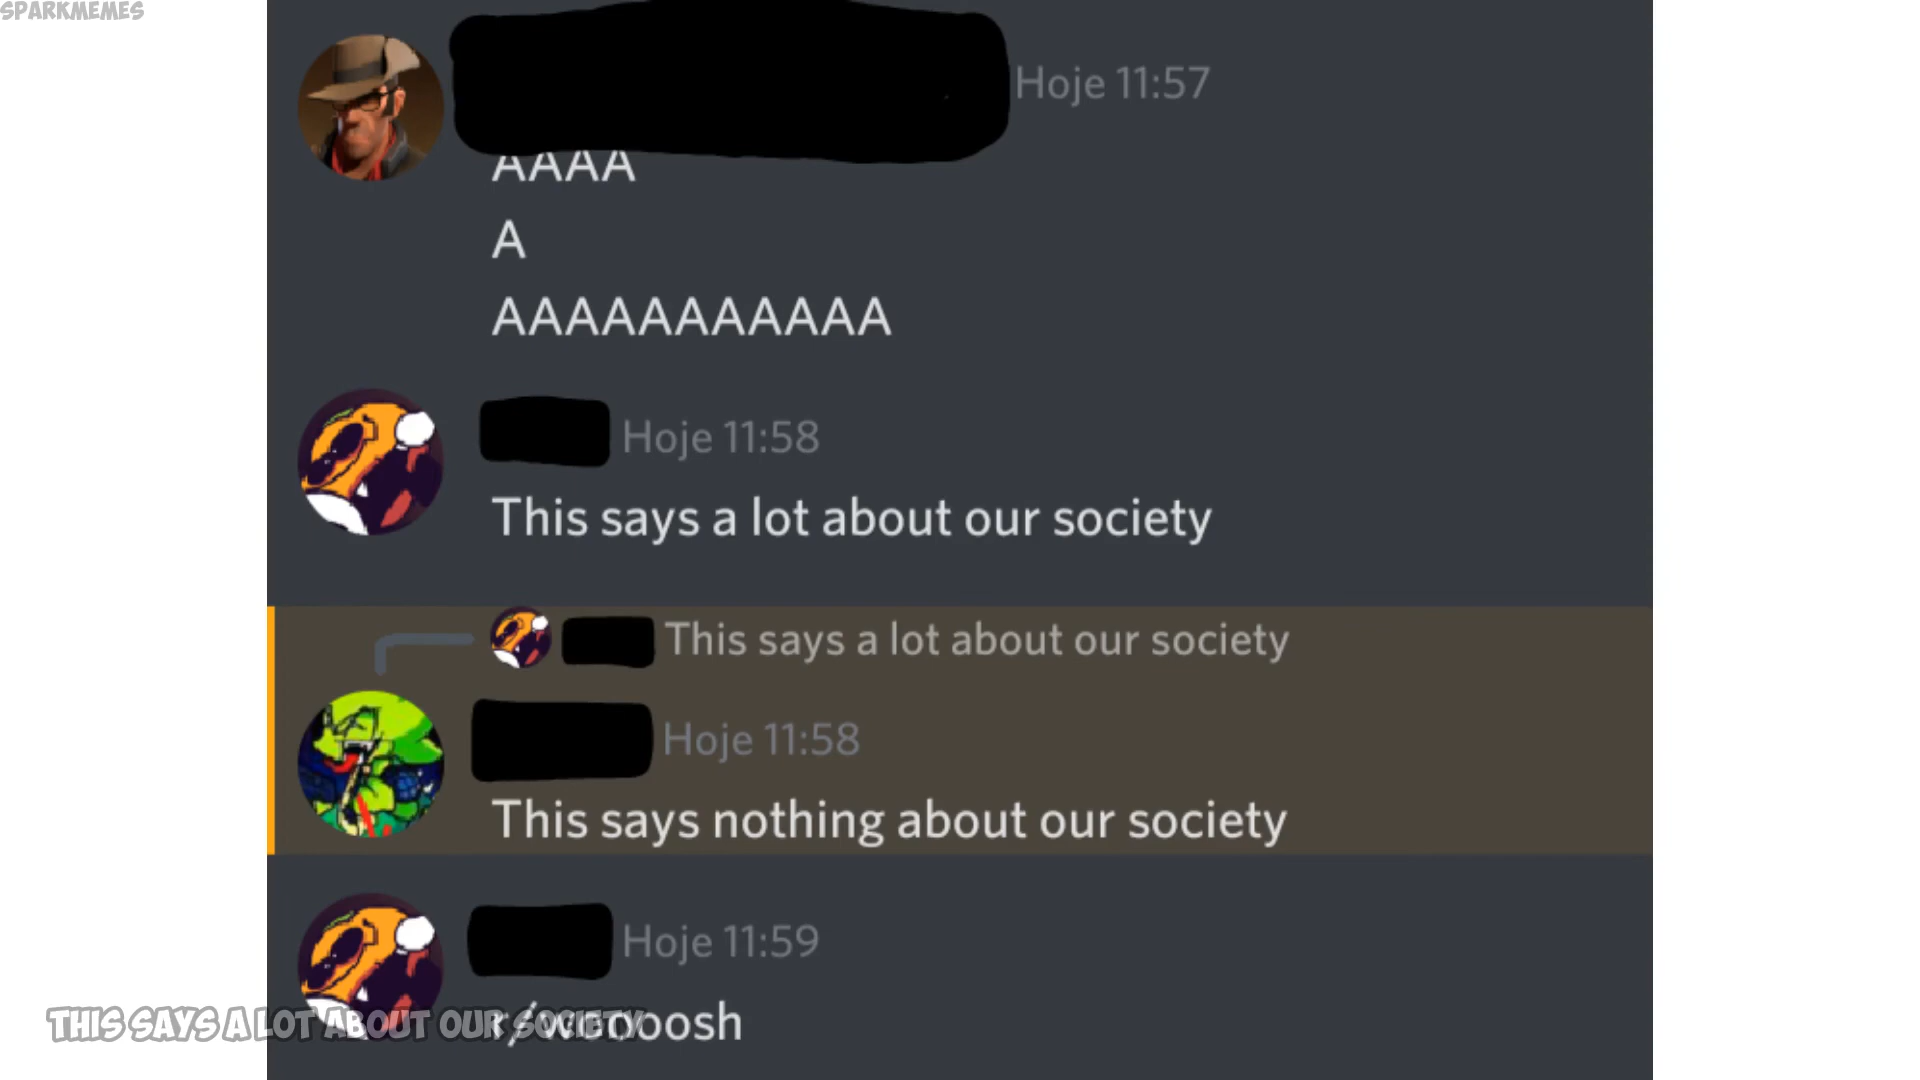 SPARKMEMES
Hoje 11:57
AAAA
A
AAAAAAAAAAA
Hoje 11:58
This says a lot about our society
This says a lot about our society
Hoje 11:58
This says nothing about our society
Hoje 11:59
THIS SAYS A LOT ABOUT OUR SOCIETY